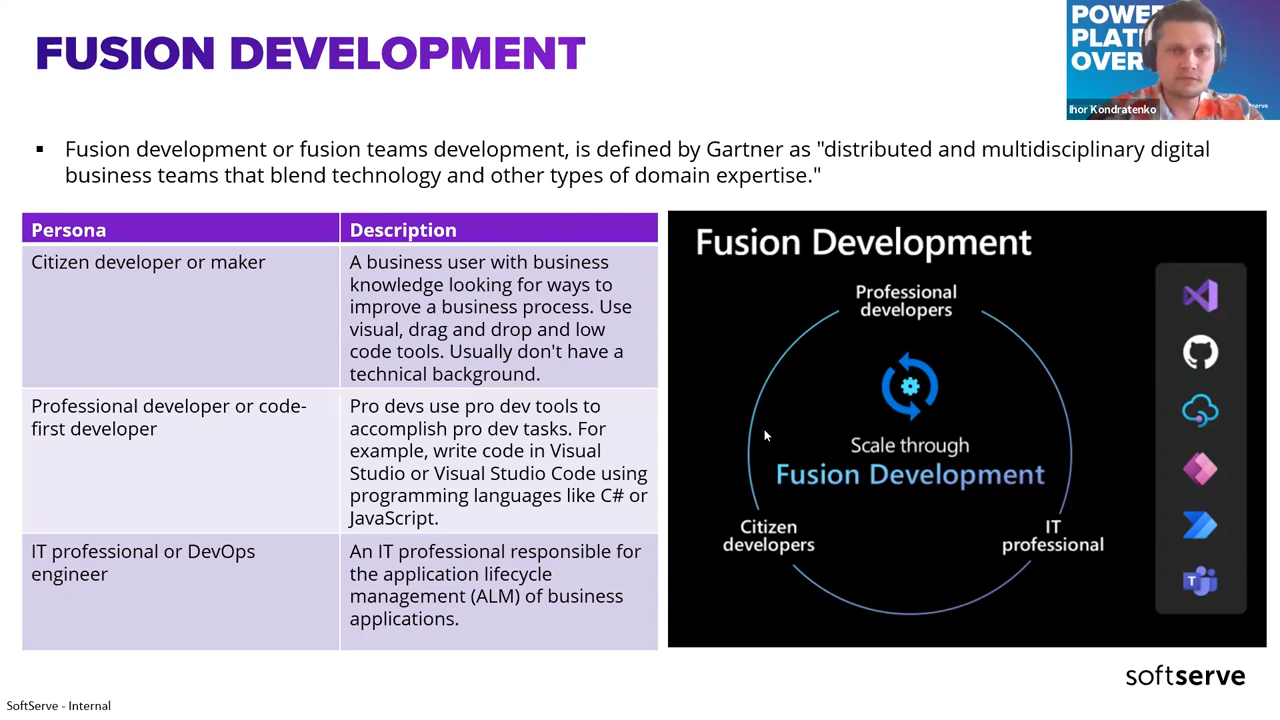 FUSION DEVELOPMENT
POWE
PLAT
OVER
Ihor Kondratenko
▪ Fusion development or fusion teams development, is defined by Gartner as "distributed and multidisciplinary digital
business teams that blend technology and other types of domain expertise."
Persona
Description
Citizen developer or maker
A business user with business
knowledge looking for ways to
improve a business process. Use
visual, drag and drop and low
code tools. Usually don't have a
technical background.
Professional developer or code-
first developer
Pro devs use pro dev tools to
accomplish pro dev tasks. For
example, write code in Visual
Studio or Visual Studio Code using
programming languages like C# or
JavaScript.
IT professional or DevOps
engineer
An IT professional responsible for
the application lifecycle
management (ALM) of business
applications.
Fusion Development
Professional
developers
Scale through
Fusion Development
Citizen
developers
IT
professional
T
softserve
SoftServe - Internal